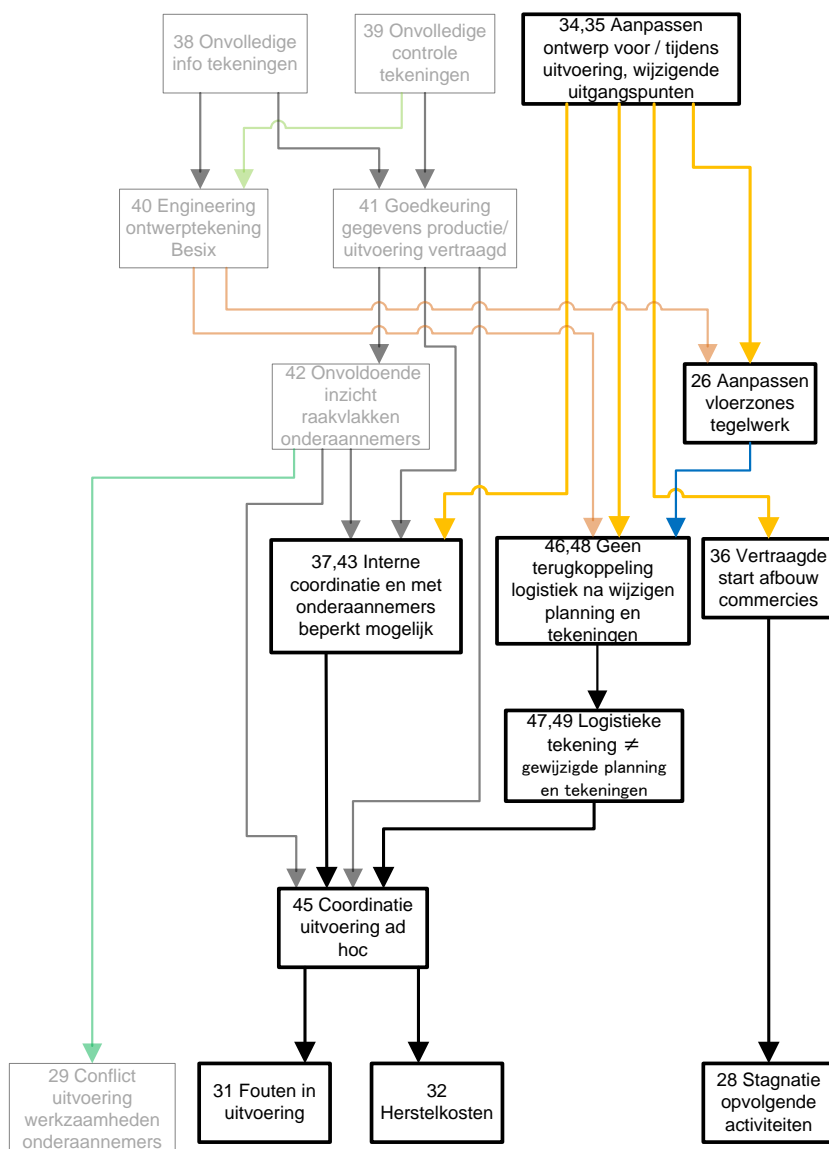 38 Onvolledige
info tekeningen
39 Onvolledige
controle
tekeningen
34,35 Aanpassen
ontwerp voor / tijdens
uitvoering, wijzigende
uitgangspunten
40 Engineering
ontwerptekening
Besix
41 Goedkeuring
gegevens productie/
uitvoering vertraagd
42 Onvoldoende
inzicht
raakvlakken
onderaannemers
26 Aanpassen
vloerzones
tegelwerk
37,43 Interne
coordinatie en met
onderaannemers
beperkt mogelijk
46,48 Geen
terugkoppeling
logistiek na wijzigen
planning en
tekeningen
36 Vertraagde
start afbouw
commercies
47,49 Logistieke
tekening ≠
gewijzigde planning
en tekeningen
45 Coordinatie
uitvoering ad
hoc
29 Conflict
uitvoering
werkzaamheden
onderaannemers
31 Fouten in
uitvoering
32
Herstelkosten
28 Stagnatie
opvolgende
activiteiten